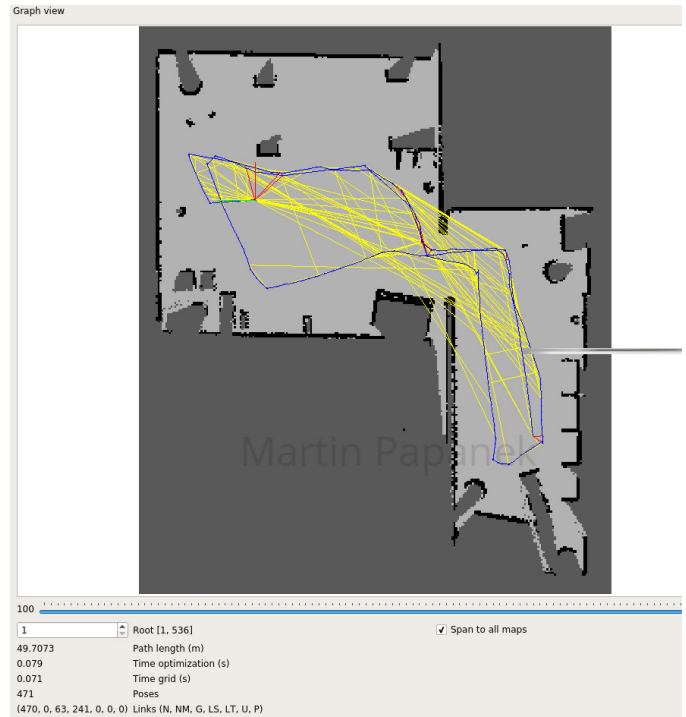 Graph view
Martin Papanek
100
1 Root [1, 536] Span to all maps
49.7073 Path length (m)
0.079 Time optimization (s)
0.071 Time grid (s)
471 Poses
(470, 0, 63, 241, 0, 0, 0) Links (N, NM, G, LS, LT, U, P)